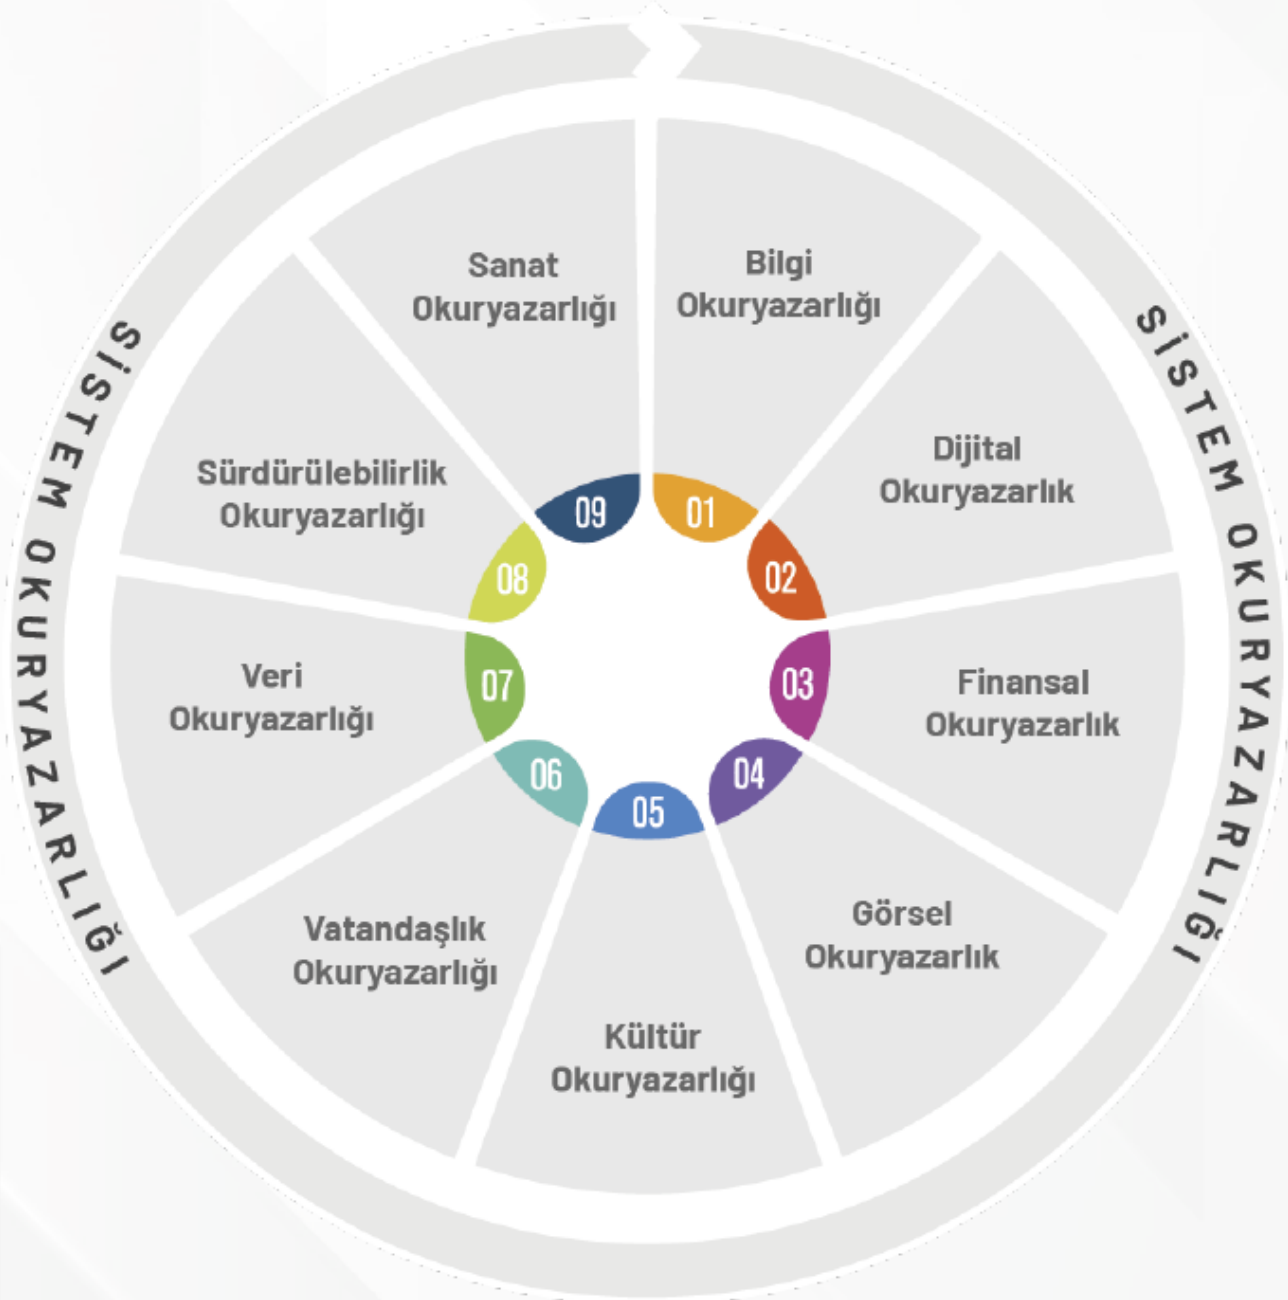 SİSTEM OKURYAZARLIĞI
SİSTEM OKURYAZARLIĞI
Bilgi
Okuryazarlığı
01
Dijital
Okuryazarlık
02
Finansal
Okuryazarlık
03
Görsel
Okuryazarlık
04
Kültür
Okuryazarlığı
05
Vatandaşlık
Okuryazarlığı
06
Veri
Okuryazarlığı
07
Sürdürülebilirlik
Okuryazarlığı
08
Sanat
Okuryazarlığı
09